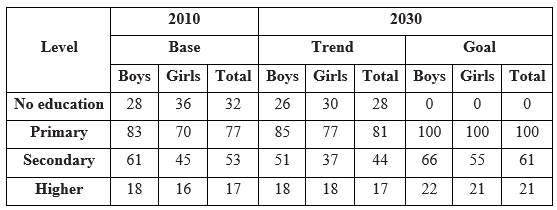 Level 2010 2030
Base Trend Goal
Boys Girls Total Boys Girls Total Boys Girls Total
No education 28 36 32 26 30 28 0 0 0
Primary 83 70 77 85 77 81 100 100 100
Secondary 61 45 53 51 37 44 66 55 61
Higher 18 16 17 18 18 17 22 21 21